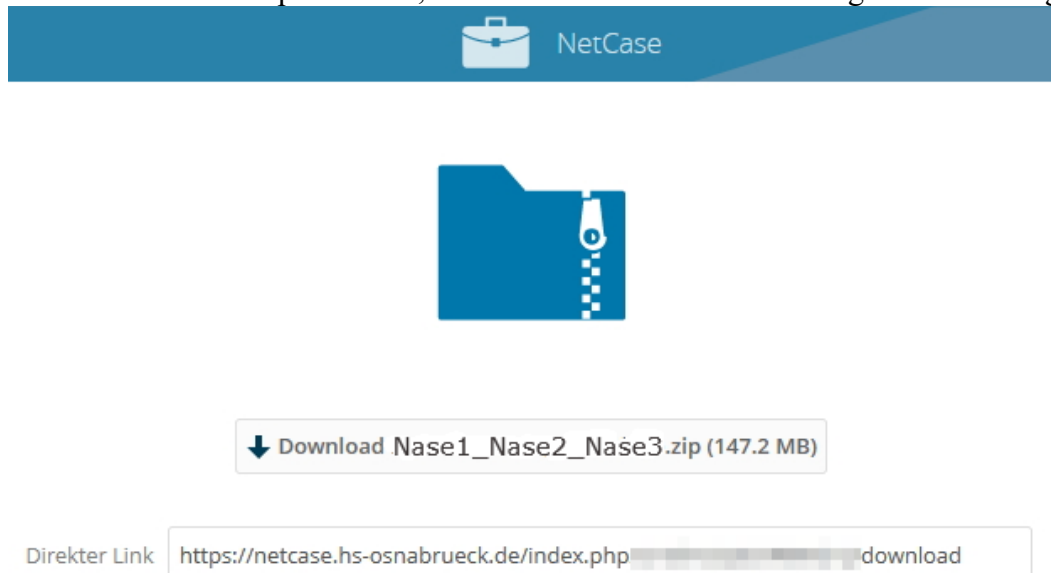 NetCase
Download Nase1_Nase2_Nase3.zip (147.2 MB)
Direkter Link
https://netcase.hs-osnabrueck.de/index.php download